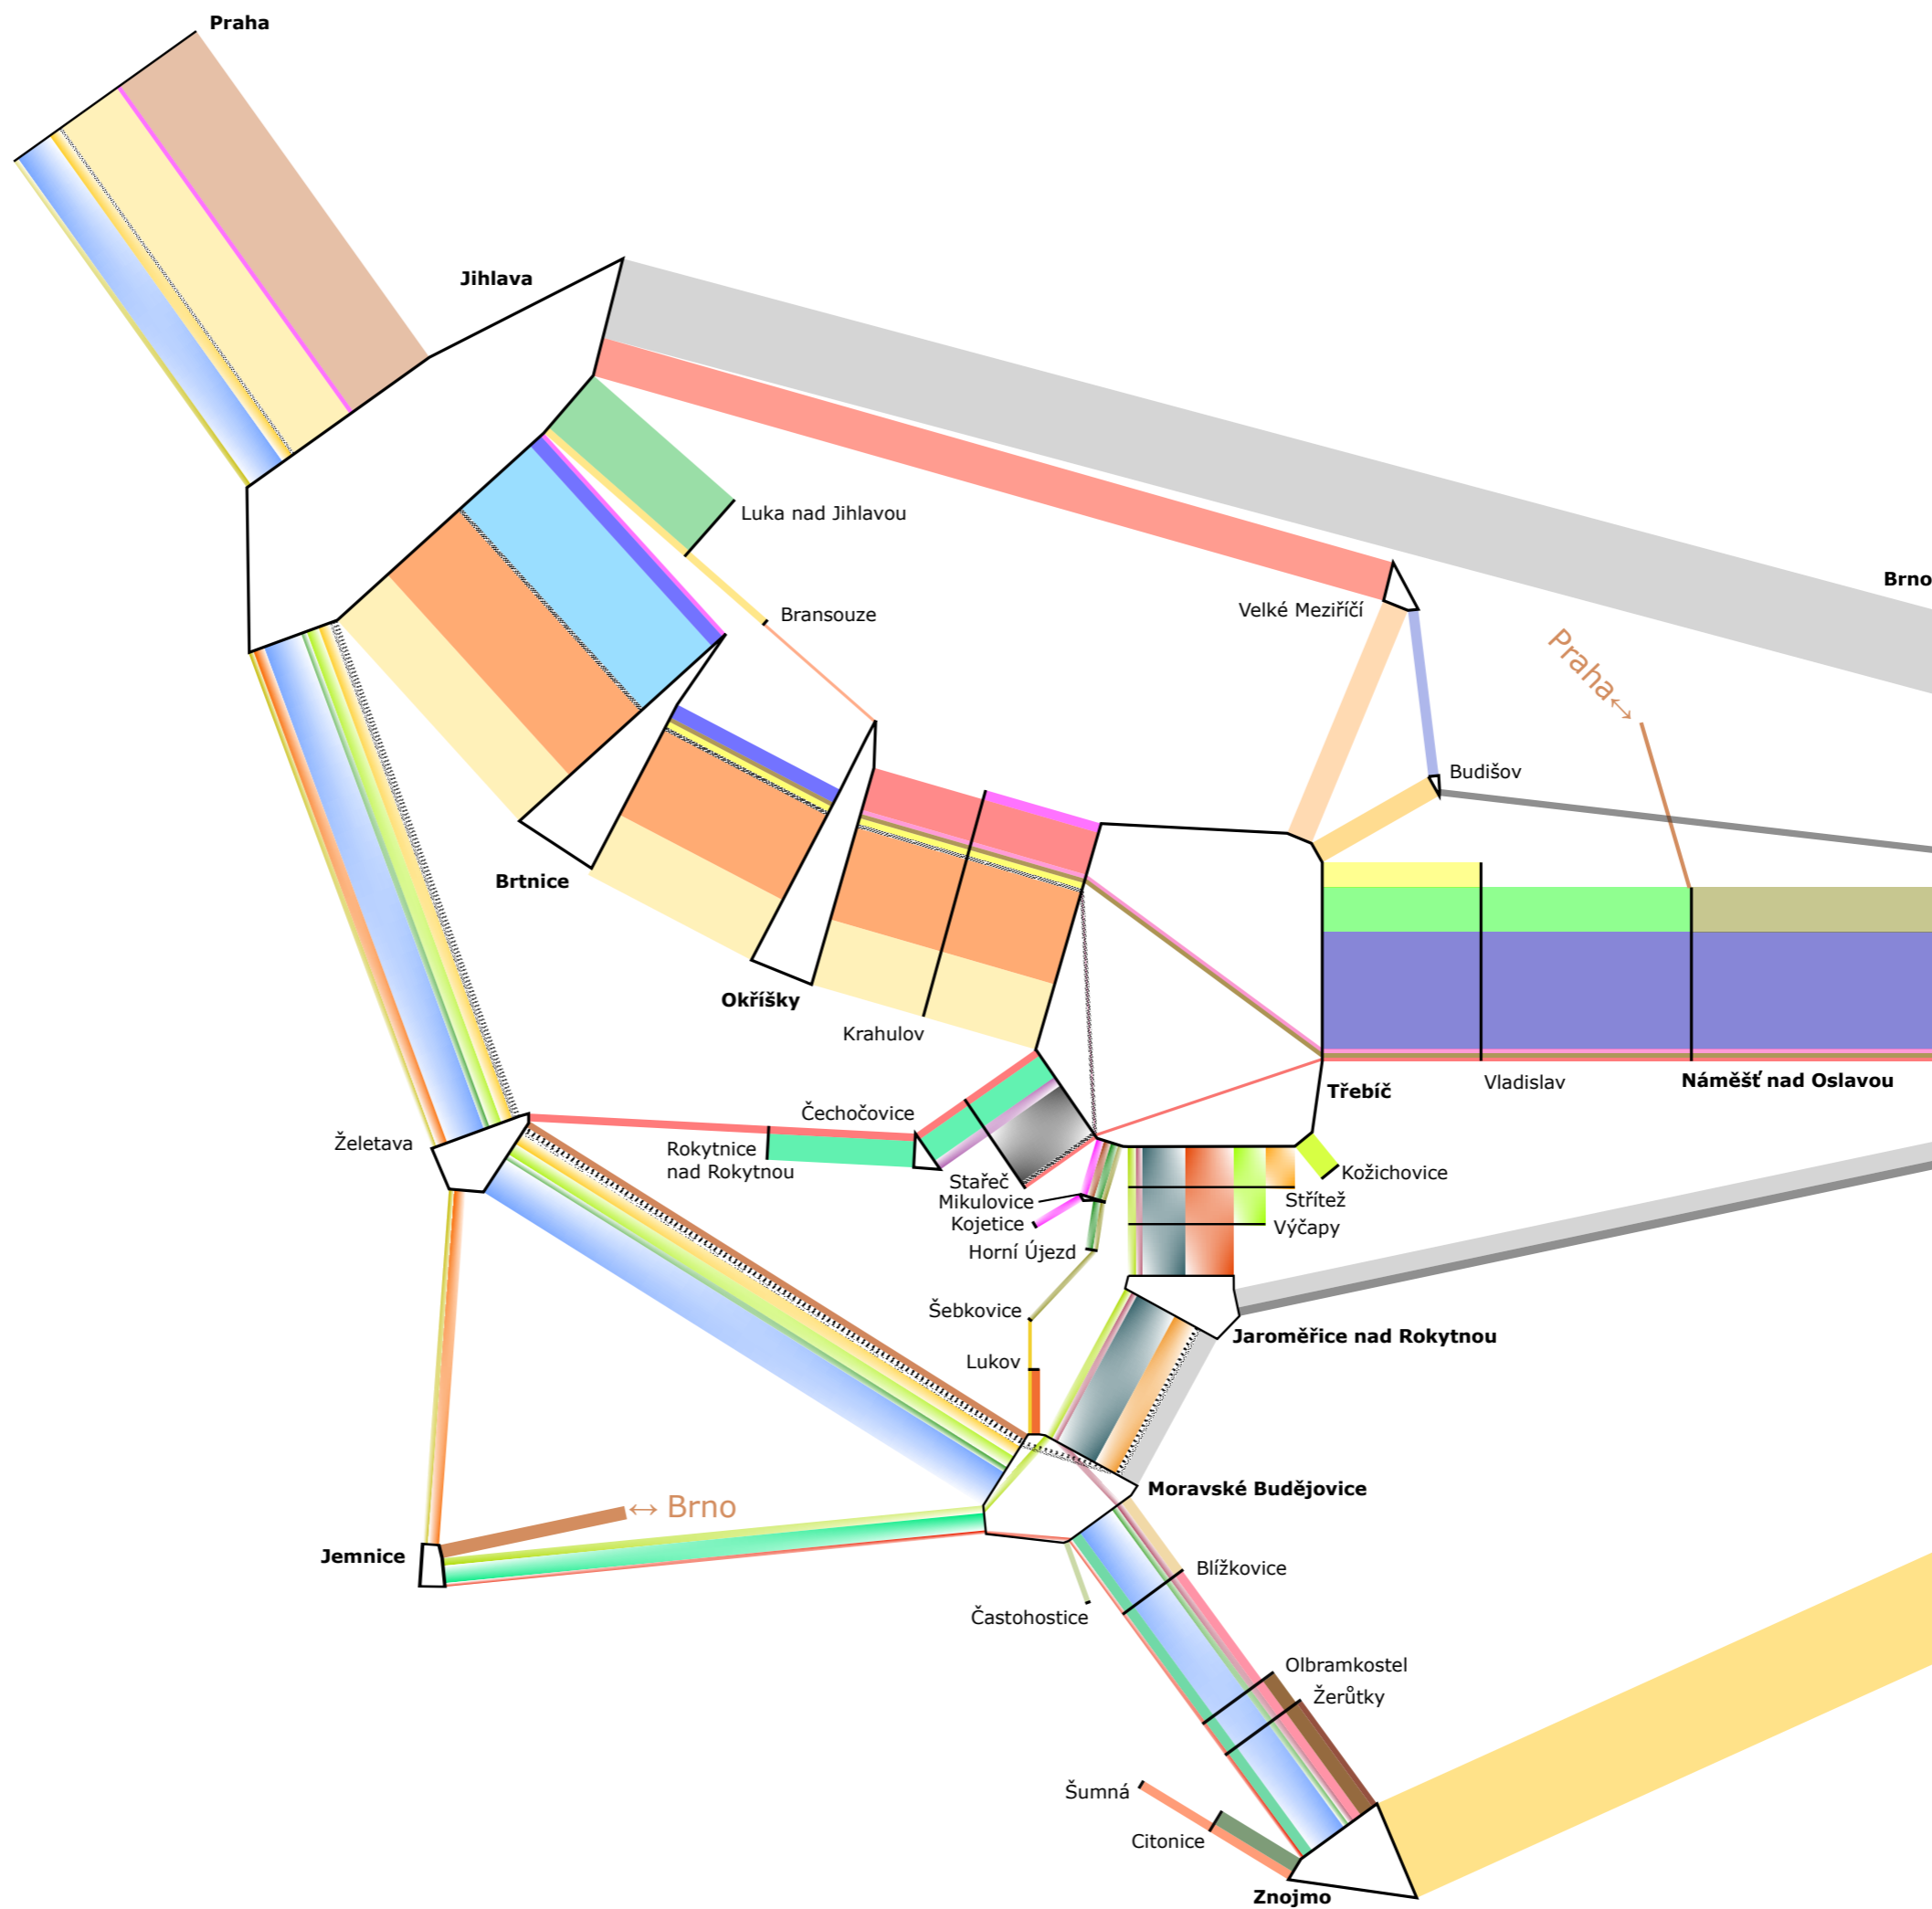 Praha
Jihlava
Luka nad Jihlavou
Brno
Velké Meziříčí
Bransouze
Praha↔
Budišov
Brtnice
Okříšky
Krahulov
Vladislav
Náměšť nad Oslavou
Třebíč
Čechočovice
Želetava
Rokytnice
nad Rokytnou
Kožichovice
Stařeč
Mikulovice
Střítež
Kojetice
Výčapy
Horní Újezd
Šebkovice
Jaroměřice nad Rokytnou
Lukov
Moravské Budějovice
↔ Brno
Jemnice
Blížkovice
Častohostice
Olbramkostel
Žerůtky
Šumná
Citonice
Znojmo